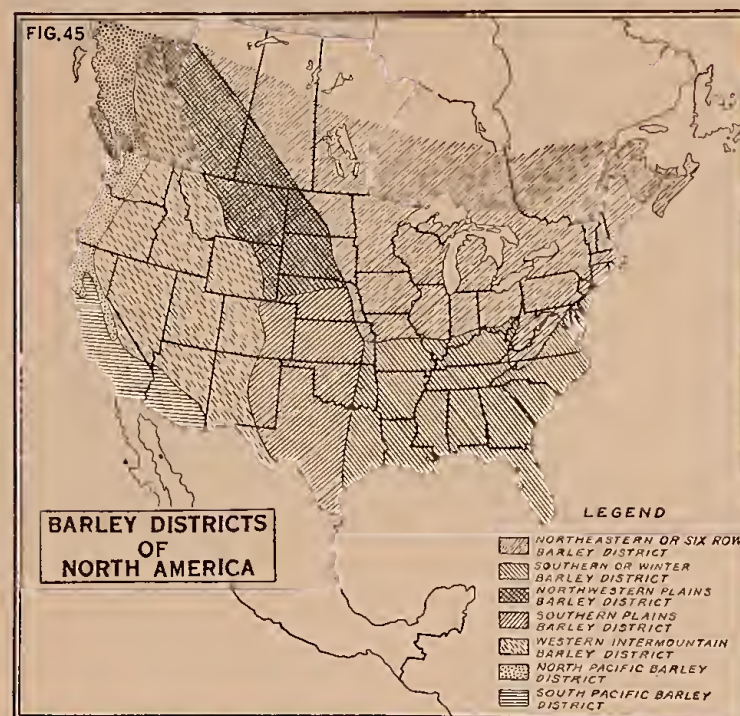 FIG.45
BARLEY DISTRICTS
OF
NORTH AMERICA
LEGEND
NORTHEASTERN OR SIX ROW
BARLEY DISTRICT
SOUTHERN OR WINTER
BARLEY DISTRICT
NORTHWESTERN PLAINS
BARLEY DISTRICT
SOUTHERN PLAINS
BARLEY DISTRICT
WESTERN INTERMOUNTAIN
BARLEY DISTRICT
NORTH PACIFIC BARLEY
DISTRICT
SOUTH PACIFIC BARLEY
DISTRICT